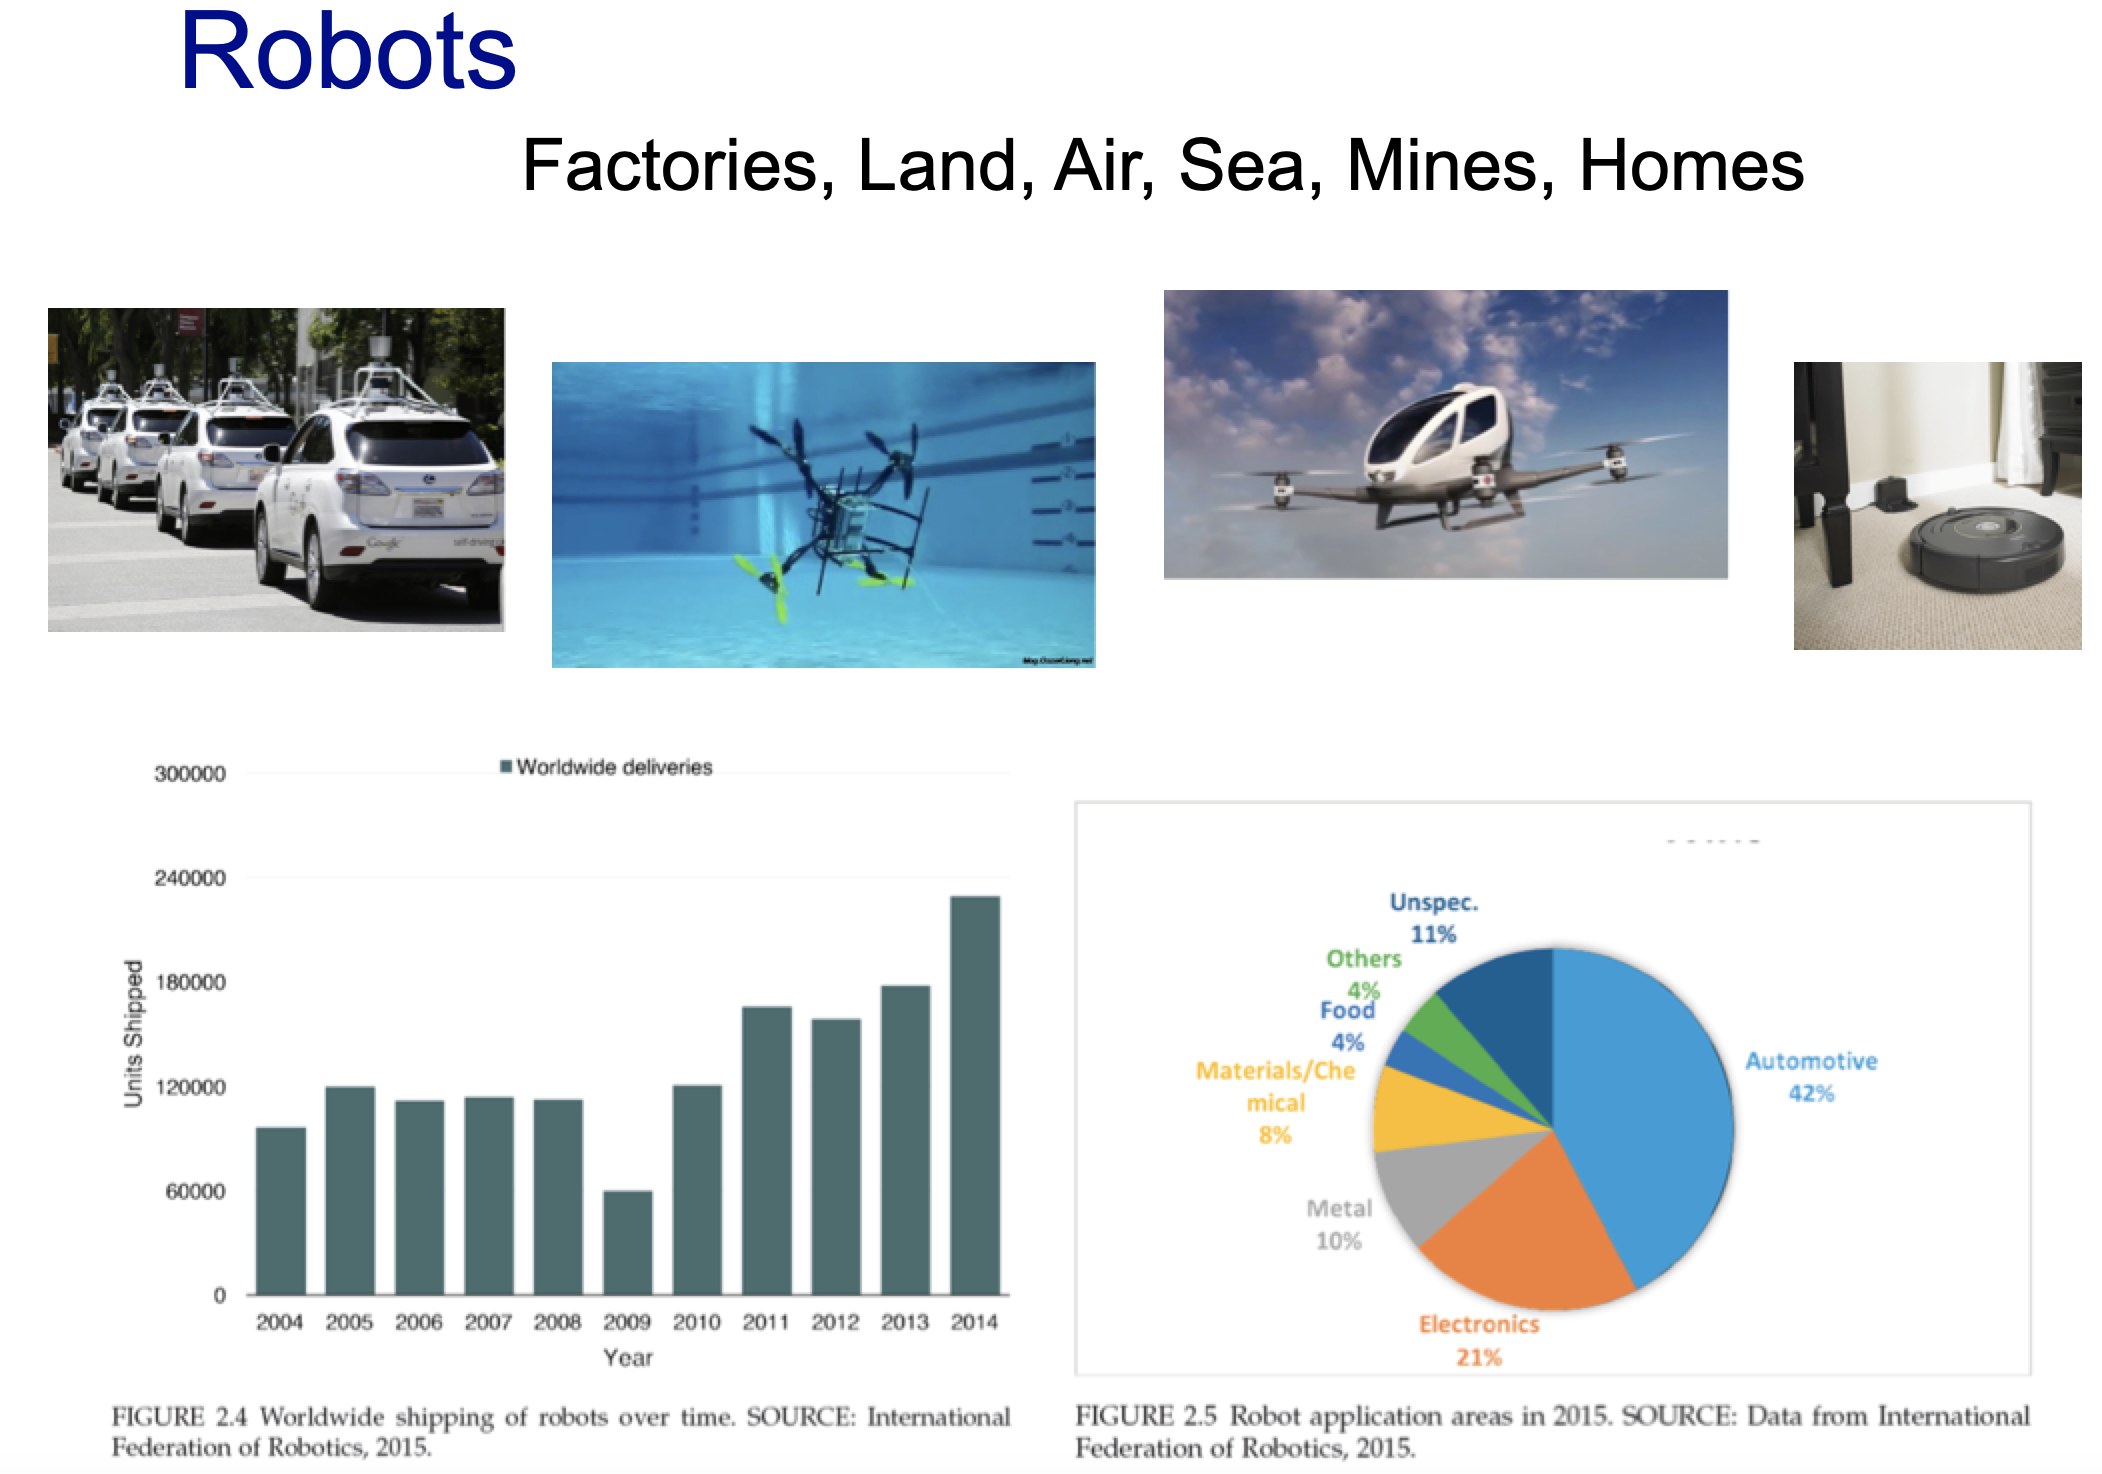 Robots
Factories, Land, Air, Sea, Mines, Homes
Google
Worldwide deliveries
300000
240000
180000
120000
60000
0
Units Shipped
2004 2005 2006 2007 2008 2009 2010 2011 2012 2013 2014
Year
FIGURE 2.4 Worldwide shipping of robots over time. SOURCE: International
Federation of Robotics, 2015.
Unspec.
11%
Others
4%
Food
4%
Materials/Che
mical
8%
Metal
10%
Electronics
21%
Automotive
42%
FIGURE 2.5 Robot application areas in 2015. SOURCE: Data from International
Federation of Robotics, 2015.